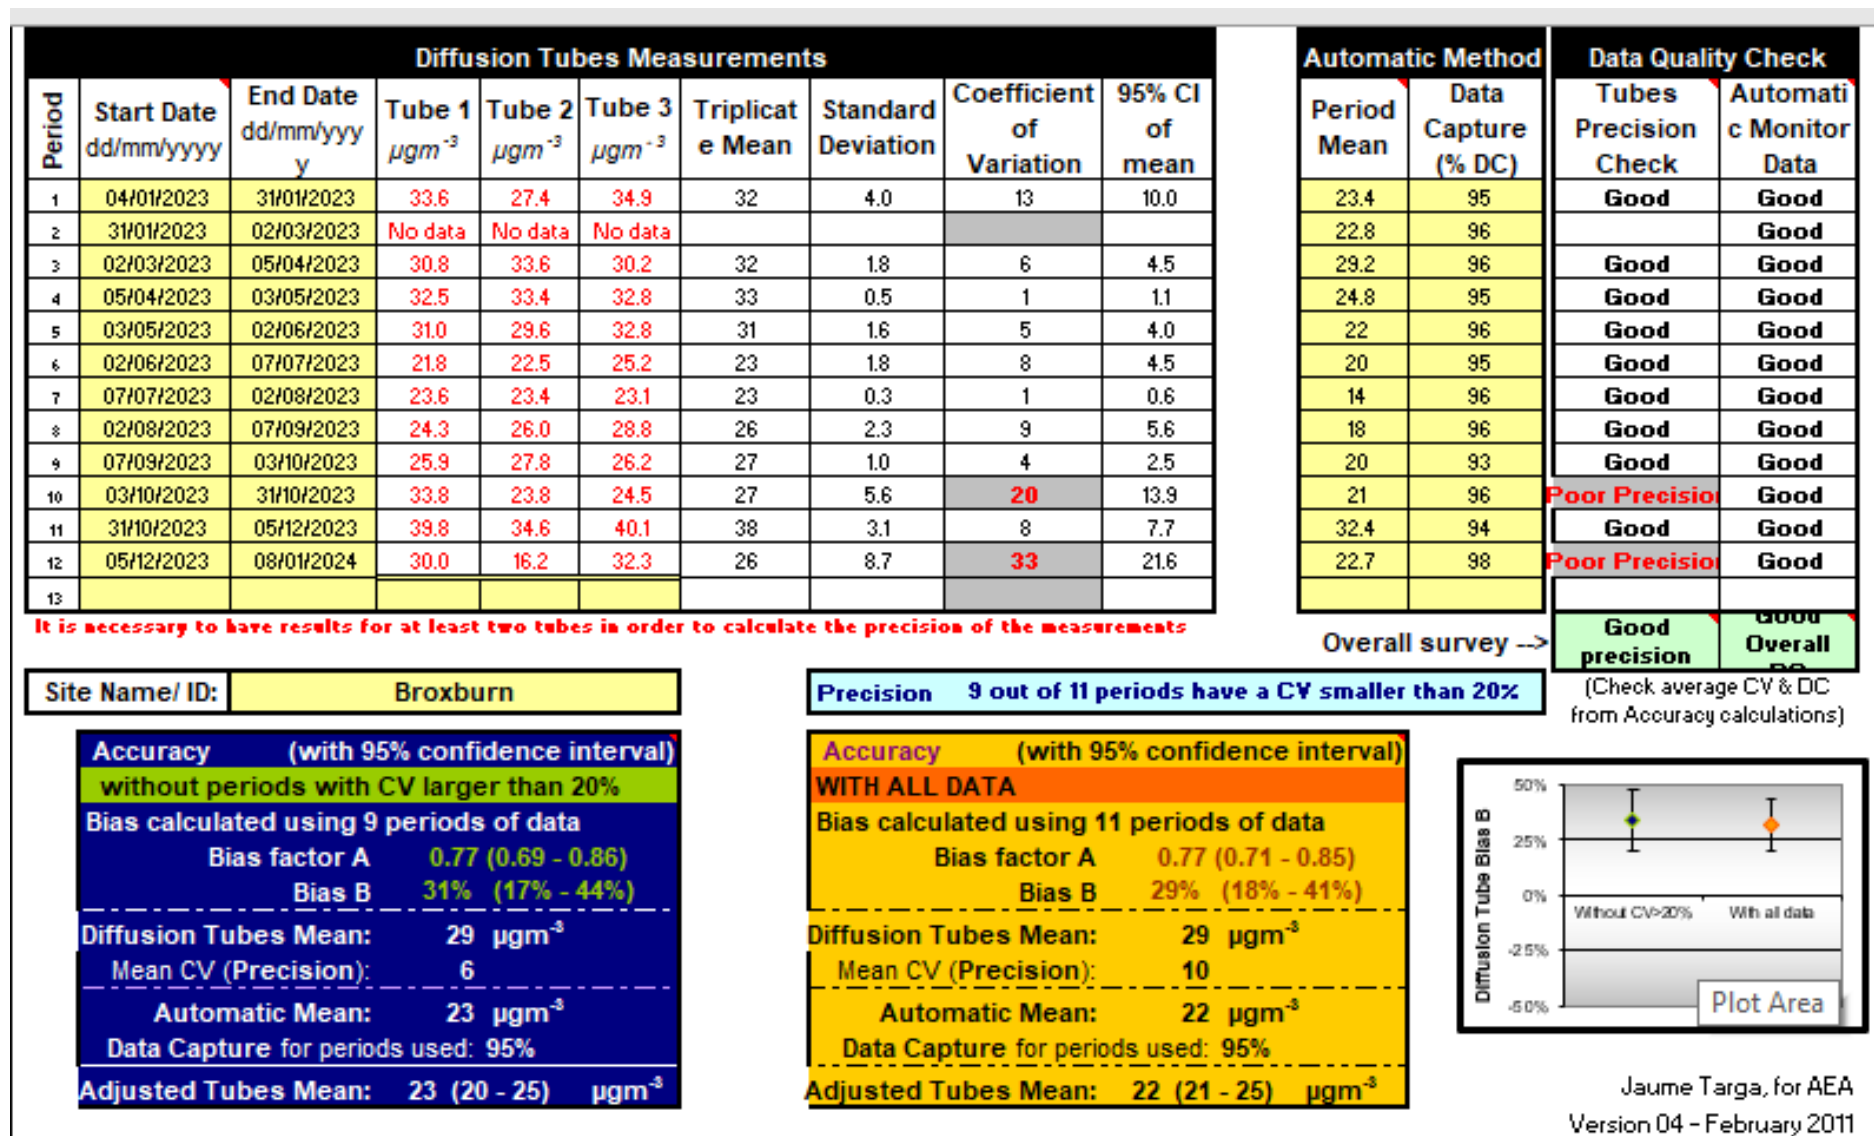 Diffusion Tubes Measurements
Period Start Date dd/mm/yyyy End Date dd/mm/yyy y Tube 1 µgm-3 Tube 2 µgm-3 Tube 3 µgm-3 Triplicat e Mean Standard Deviation Coefficient of Variation 95% CI of mean
Automatic Method
Period Mean Data Capture (% DC)
Data Quality Check
Tubes Precision Check Automati c Monitor Data
1 04/01/2023 31/01/2023 33.6 27.4 34.9 32 4.0 13 10.0 23.4 95 Good Good
2 31/01/2023 02/03/2023 No data No data No data 22.8 96 Good
3 02/03/2023 05/04/2023 30.8 33.6 30.2 32 1.8 6 4.5 29.2 96 Good Good
4 05/04/2023 03/05/2023 32.5 33.4 32.8 33 0.5 1 1.1 24.8 95 Good Good
5 03/05/2023 02/06/2023 31.0 29.6 32.8 31 1.6 5 4.0 22 96 Good Good
6 02/06/2023 07/07/2023 21.8 22.5 25.2 23 1.8 8 4.5 20 95 Good Good
7 07/07/2023 02/08/2023 23.6 23.4 23.1 23 0.3 1 0.6 14 96 Good Good
8 02/08/2023 07/09/2023 24.3 26.0 28.8 26 2.3 9 5.6 18 96 Good Good
9 07/09/2023 03/10/2023 25.9 27.8 26.2 27 1.0 4 2.5 20 93 Good Good
10 03/10/2023 31/10/2023 33.8 23.8 24.5 27 5.6 20 13.9 21 96 Poor Precisio Good
11 31/10/2023 05/12/2023 39.8 34.6 40.1 38 3.1 8 7.7 32.4 94 Good Good
12 05/12/2023 08/01/2024 30.0 16.2 32.3 26 8.7 33 21.6 22.7 98 Poor Precisio Good
13
It is necessary to have results for at least two tubes in order to calculate the precision of the measurements
Overall survey --> Good precision Good Overall
(Check average CV & DC
from Accuracy calculations)
Site Name/ ID: Broxburn
Precision 9 out of 11 periods have a CV smaller than 20%
Accuracy (with 95% confidence interval)
without periods with CV larger than 20%
Bias calculated using 9 periods of data
Bias factor A 0.77 (0.69 - 0.86)
Bias B 31% (17% - 44%)
Diffusion Tubes Mean: 29 µgm-3
Mean CV (Precision): 6
Automatic Mean: 23 µgm-3
Data Capture for periods used: 95%
Adjusted Tubes Mean: 23 (20 - 25) µgm-3
Accuracy (with 95% confidence interval)
WITH ALL DATA
Bias calculated using 11 periods of data
Bias factor A 0.77 (0.71 - 0.85)
Bias B 29% (18% - 41%)
Diffusion Tubes Mean: 29 µgm-3
Mean CV (Precision): 10
Automatic Mean: 22 µgm-3
Data Capture for periods used: 95%
Adjusted Tubes Mean: 22 (21 - 25) µgm-3
Diffusion Tube Bias B
50%
25%
0%
-25%
-50%
Without CV>20% With all data
Plot Area
Jaume Targa, for AEA
Version 04 - February 2011